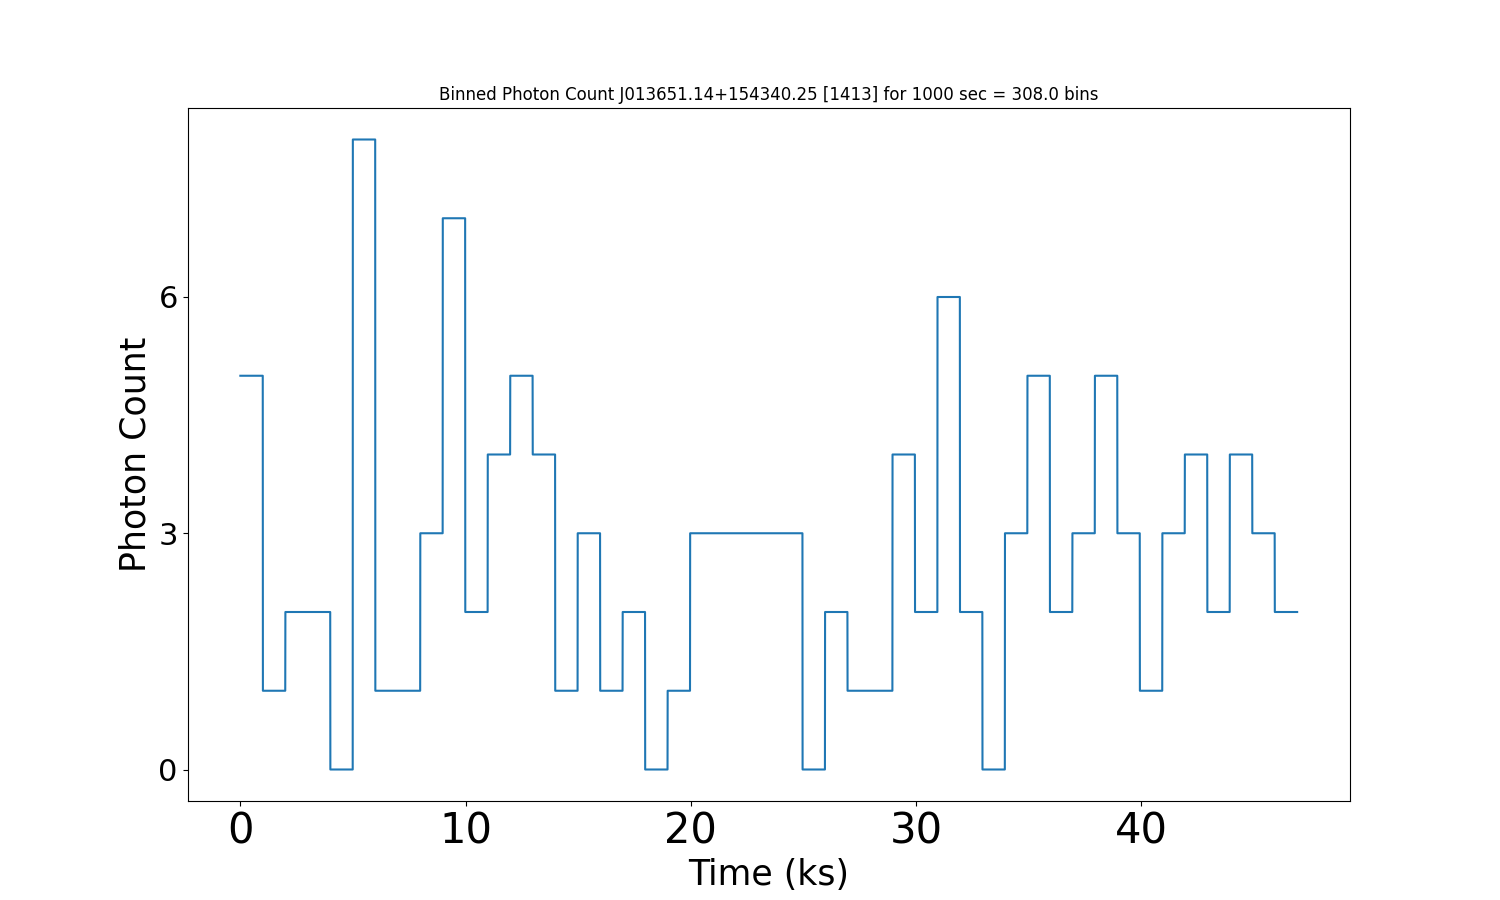 Binned Photon Count J013651.14+154340.25 [1413] for 1000 sec = 308.0 bins
Photon Count
6
3
0
0 10 20 30 40
Time (ks)